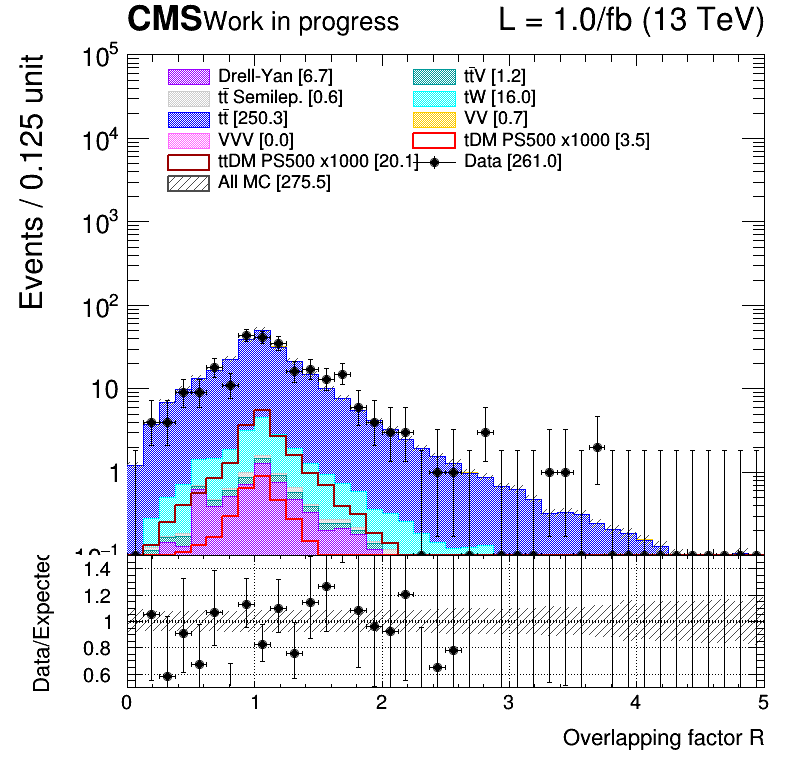 CMS Work in progress L = 1.0/fb (13 TeV)
Events / 0.125 unit
10⁵
10⁴
10³
10²
10
1
10⁻¹
Drell-Yan [6.7] tt̄V [1.2]
tt̄ Semilep. [0.6] tW [16.0]
tt̄ [250.3] VV [0.7]
VVV [0.0] tDM PS500 x1000 [3.5]
ttDM PS500 x1000 [20.1] Data [261.0]
All MC [275.5]
Data/Expected
1.4
1.2
1
0.8
0.6
0 1 2 3 4 5
Overlapping factor R